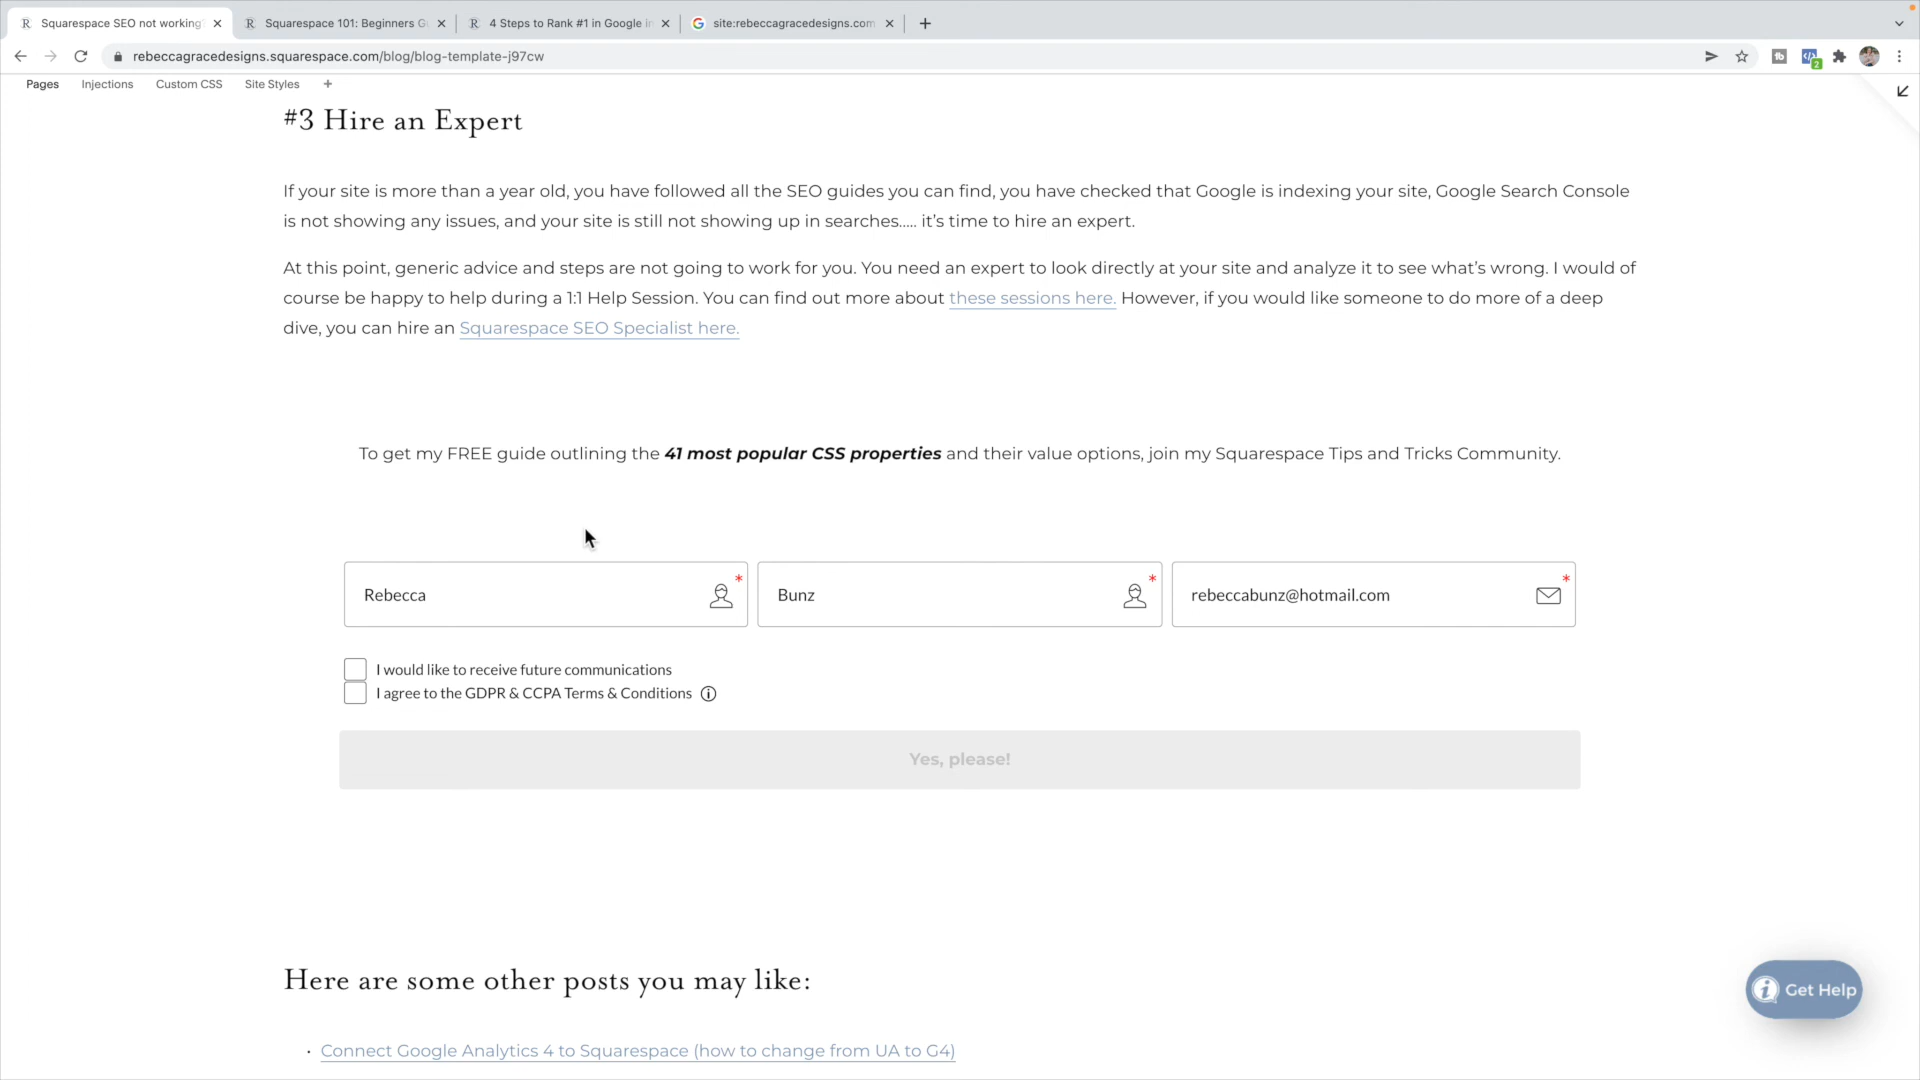 Squarespace SEO not working
Squarespace 101: Beginners G
4 Steps to Rank #1 in Google in
site:rebeccagracedesigns.com
rebeccagracedesigns.squarespace.com/blog/blog-template-j97cw
2
Pages
Injections
Custom CSS
Site Styles
#3 Hire an Expert
If your site is more than a year old, you have followed all the SEO guides you can find, you have checked that Google is indexing your site, Google Search Console
is not showing any issues, and your site is still not showing up in searches..... it’s time to hire an expert.
At this point, generic advice and steps are not going to work for you. You need an expert to look directly at your site and analyze it to see what’s wrong. I would of
course be happy to help during a 1:1 Help Session. You can find out more about these sessions here. However, if you would like someone to do more of a deep
dive, you can hire an Squarespace SEO Specialist here.
To get my FREE guide outlining the 41 most popular CSS properties and their value options, join my Squarespace Tips and Tricks Community.
Rebecca
Bunz
rebeccabunz@hotmail.com
I would like to receive future communications
I agree to the GDPR & CCPA Terms & Conditions
Yes, please!
Here are some other posts you may like:
Get Help
• Connect Google Analytics 4 to Squarespace (how to change from UA to G4)